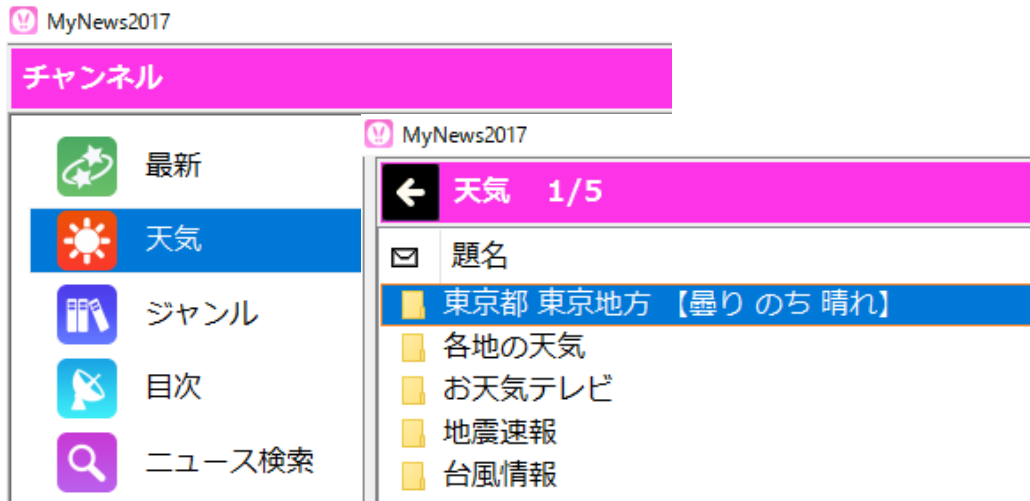 MyNews2017
チャンネル
最新
天気
ジャンル
目次
ニュース検索
MyNews2017
天気 1/5
題名
東京都 東京地方 【曇り のち 晴れ】
各地の天気
お天気テレビ
地震速報
台風情報